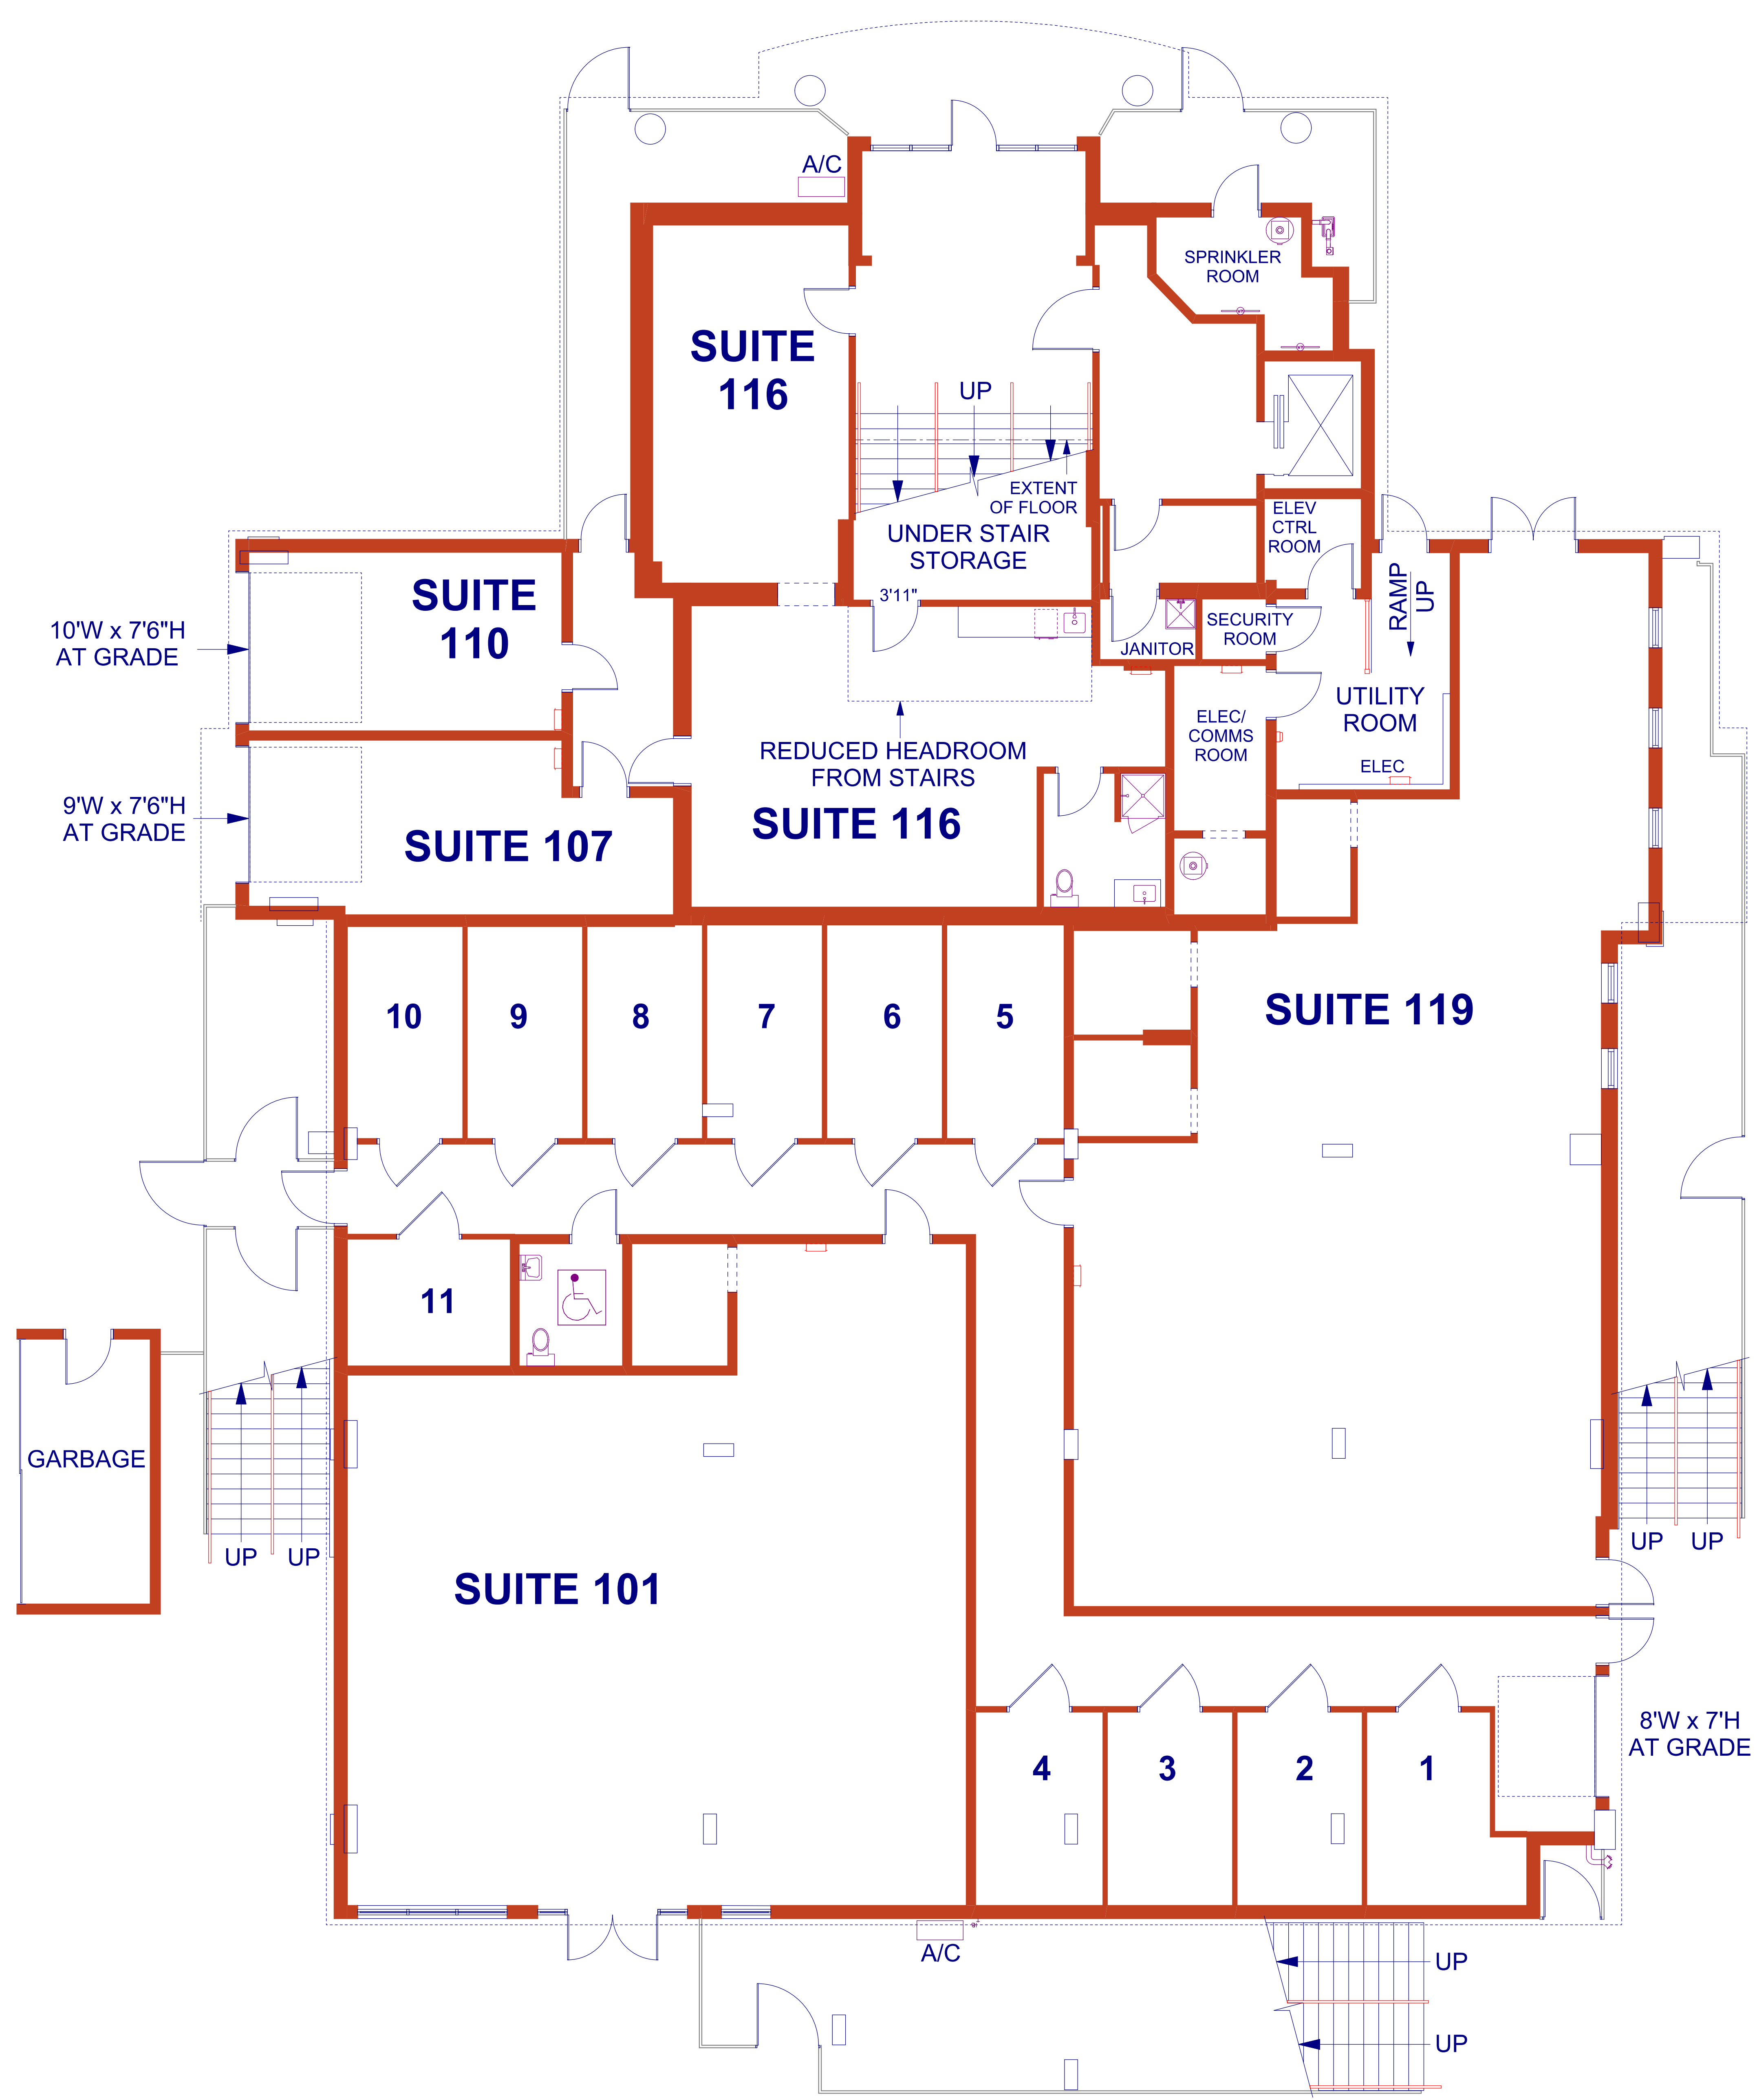 A/C
SPRINKLER
ROOM
SUITE
116
UP
EXTENT
OF FLOOR
UNDER STAIR
STORAGE
ELEV
CTRL
ROOM
3'11"
SUITE
110
10'W x 7'6"H
AT GRADE
RAMP
UP
SECURITY
ROOM
JANITOR
UTILITY
ROOM
ELEC/
COMMS
ROOM
ELEC
REDUCED HEADROOM
FROM STAIRS
9'W x 7'6"H
AT GRADE
SUITE 107
SUITE 116
10
9
8
7
6
5
SUITE 119
11
GARBAGE
UP
UP
UP
UP
SUITE 101
8'W x 7'H
AT GRADE
4
3
2
1
A/C
UP
UP